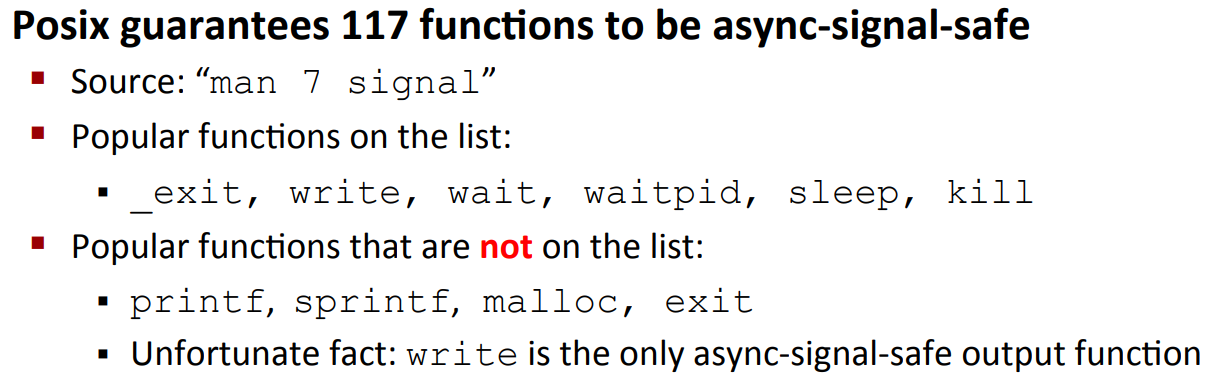 Posix guarantees 117 functions to be async-signal-safe
▪ Source: “man 7 signal”
▪ Popular functions on the list:
▪ _exit, write, wait, waitpid, sleep, kill
▪ Popular functions that are not on the list:
▪ printf, sprintf, malloc, exit
▪ Unfortunate fact: write is the only async-signal-safe output function